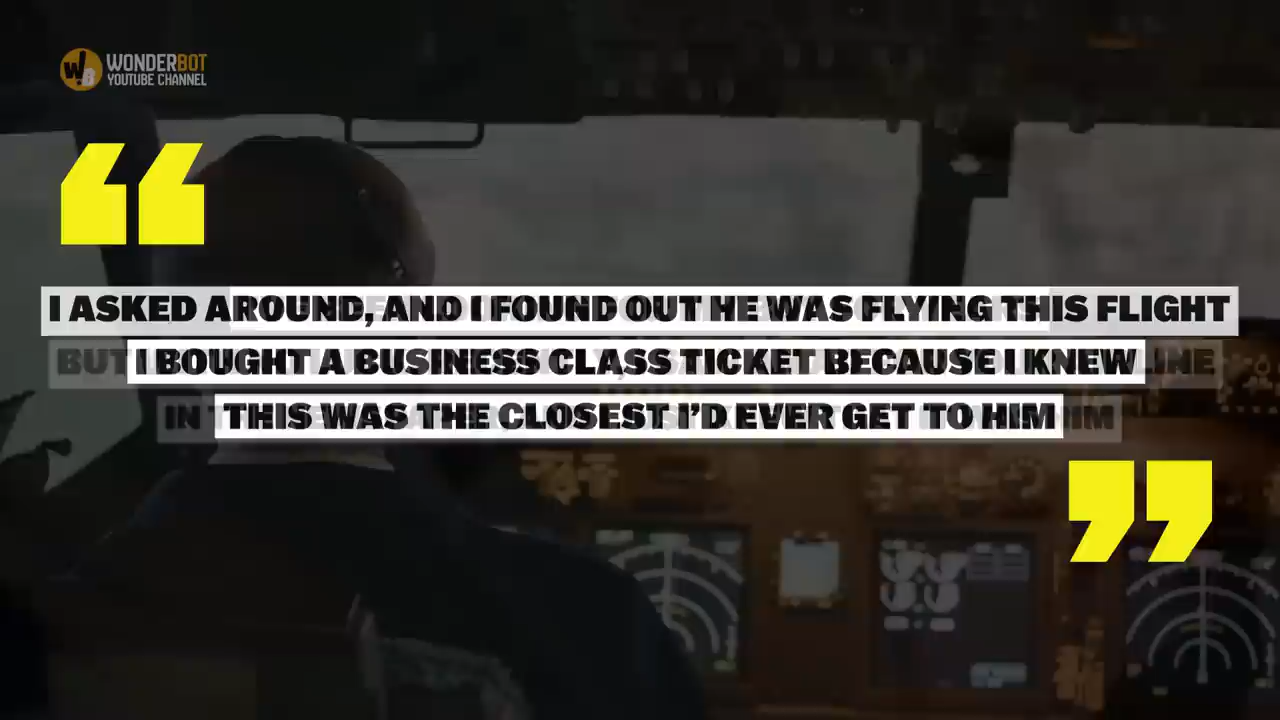 WONDERBOT
YOUTUBE CHANNEL
I ASKED AROUND, AND I FOUND OUT HE WAS FLYING THIS FLIGHT
I BOUGHT A BUSINESS CLASS TICKET BECAUSE I KNEW
THIS WAS THE CLOSEST I'D EVER GET TO HIM